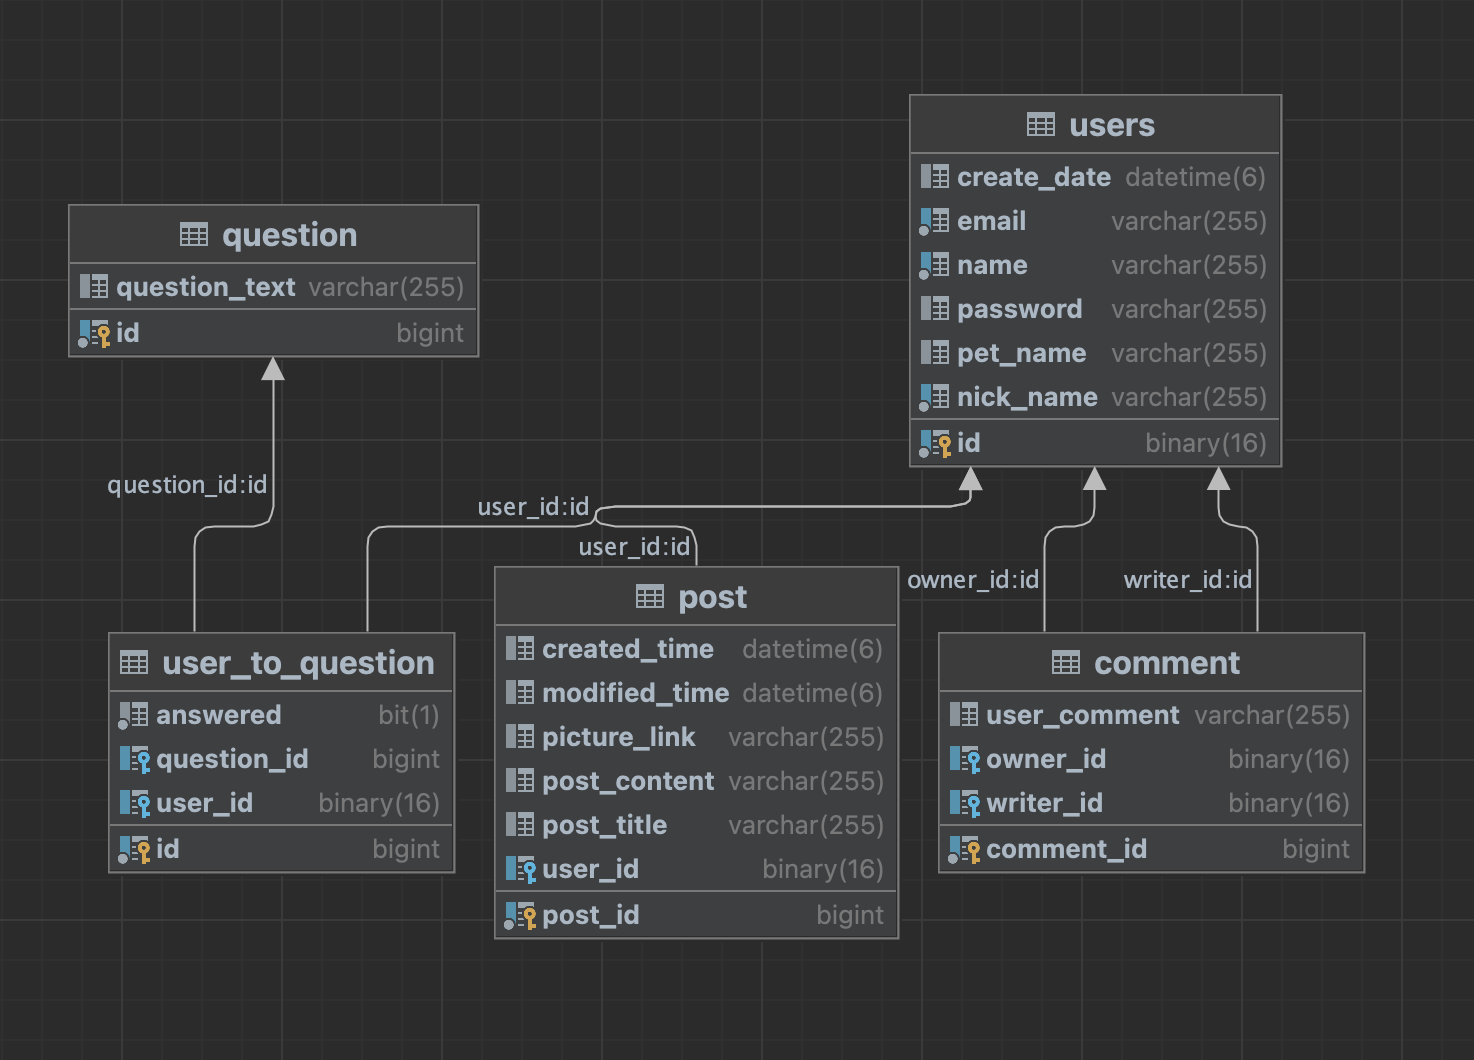 users
create_date datetime(6)
email varchar(255)
name varchar(255)
password varchar(255)
pet_name varchar(255)
nick_name varchar(255)
id binary(16)
question
question_text varchar(255)
id bigint
question_id:id
user_id:id
user_id:id
owner_id:id
writer_id:id
user_to_question
answered bit(1)
question_id bigint
user_id binary(16)
id bigint
post
created_time datetime(6)
modified_time datetime(6)
picture_link varchar(255)
post_content varchar(255)
post_title varchar(255)
user_id binary(16)
post_id bigint
comment
user_comment varchar(255)
owner_id binary(16)
writer_id binary(16)
comment_id bigint